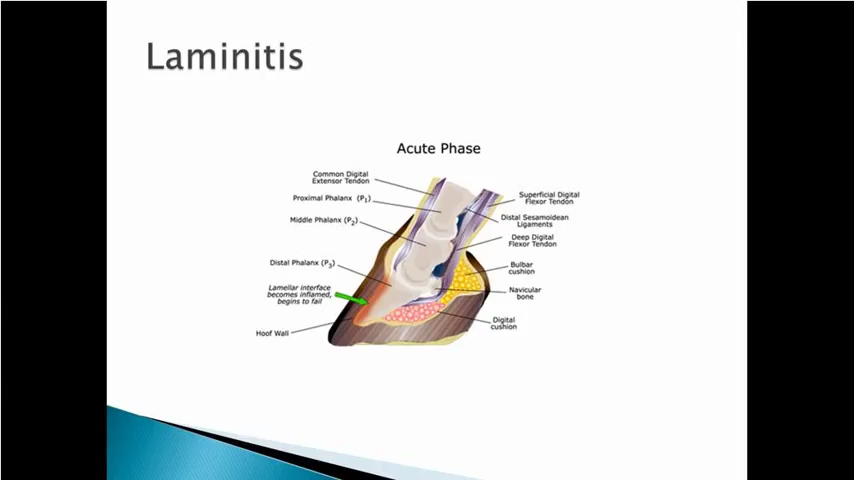 Laminitis
Acute Phase
Common Digital
Extensor Tendon
Proximal Phalanx (P1)
Middle Phalanx (P2)
Distal Phalanx (P3)
Lamellar interface
becomes inflamed,
begins to fail
Hoof Wall
Superficial Digital
Flexor Tendon
Distal Sesamoidean
Ligaments
Deep Digital
Flexor Tendon
Bulbar
cushion
Navicular
bone
Digital
cushion